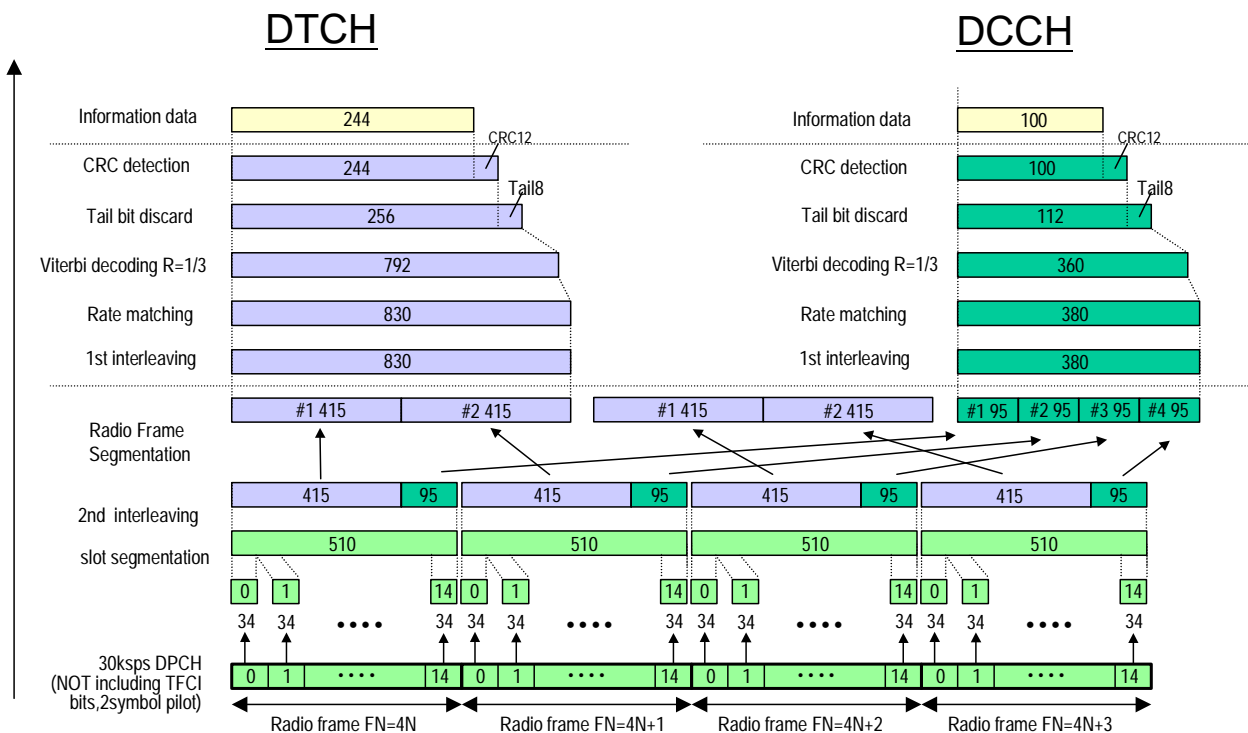 DTCH DCCH
Information data 244 Information data 100
CRC12 CRC12
CRC detection 244 CRC detection 100
Tail8 Tail8
Tail bit discard 256 Tail bit discard 112
Viterbi decoding R=1/3 792 Viterbi decoding R=1/3 360
Rate matching 830 Rate matching 380
1st interleaving 830 1st interleaving 380
#1 415 #2 415 #1 415 #2 415 #1 95 #2 95 #3 95 #4 95
Radio Frame
Segmentation
415 95 415 95 415 95 415 95
2nd interleaving
510 510 510 510
slot segmentation
0 1 14 0 1 14 0 1 14 0 1 14
34 34 •••• 34 34 34 •••• 34 34 34 •••• 34 34 34 •••• 34
30ksps DPCH
(NOT including TFCI
bits,2symbol pilot)
0 1 •••• 14 0 1 •••• 14 0 1 •••• 14 0 1 •••• 14
Radio frame FN=4N Radio frame FN=4N+1 Radio frame FN=4N+2 Radio frame FN=4N+3